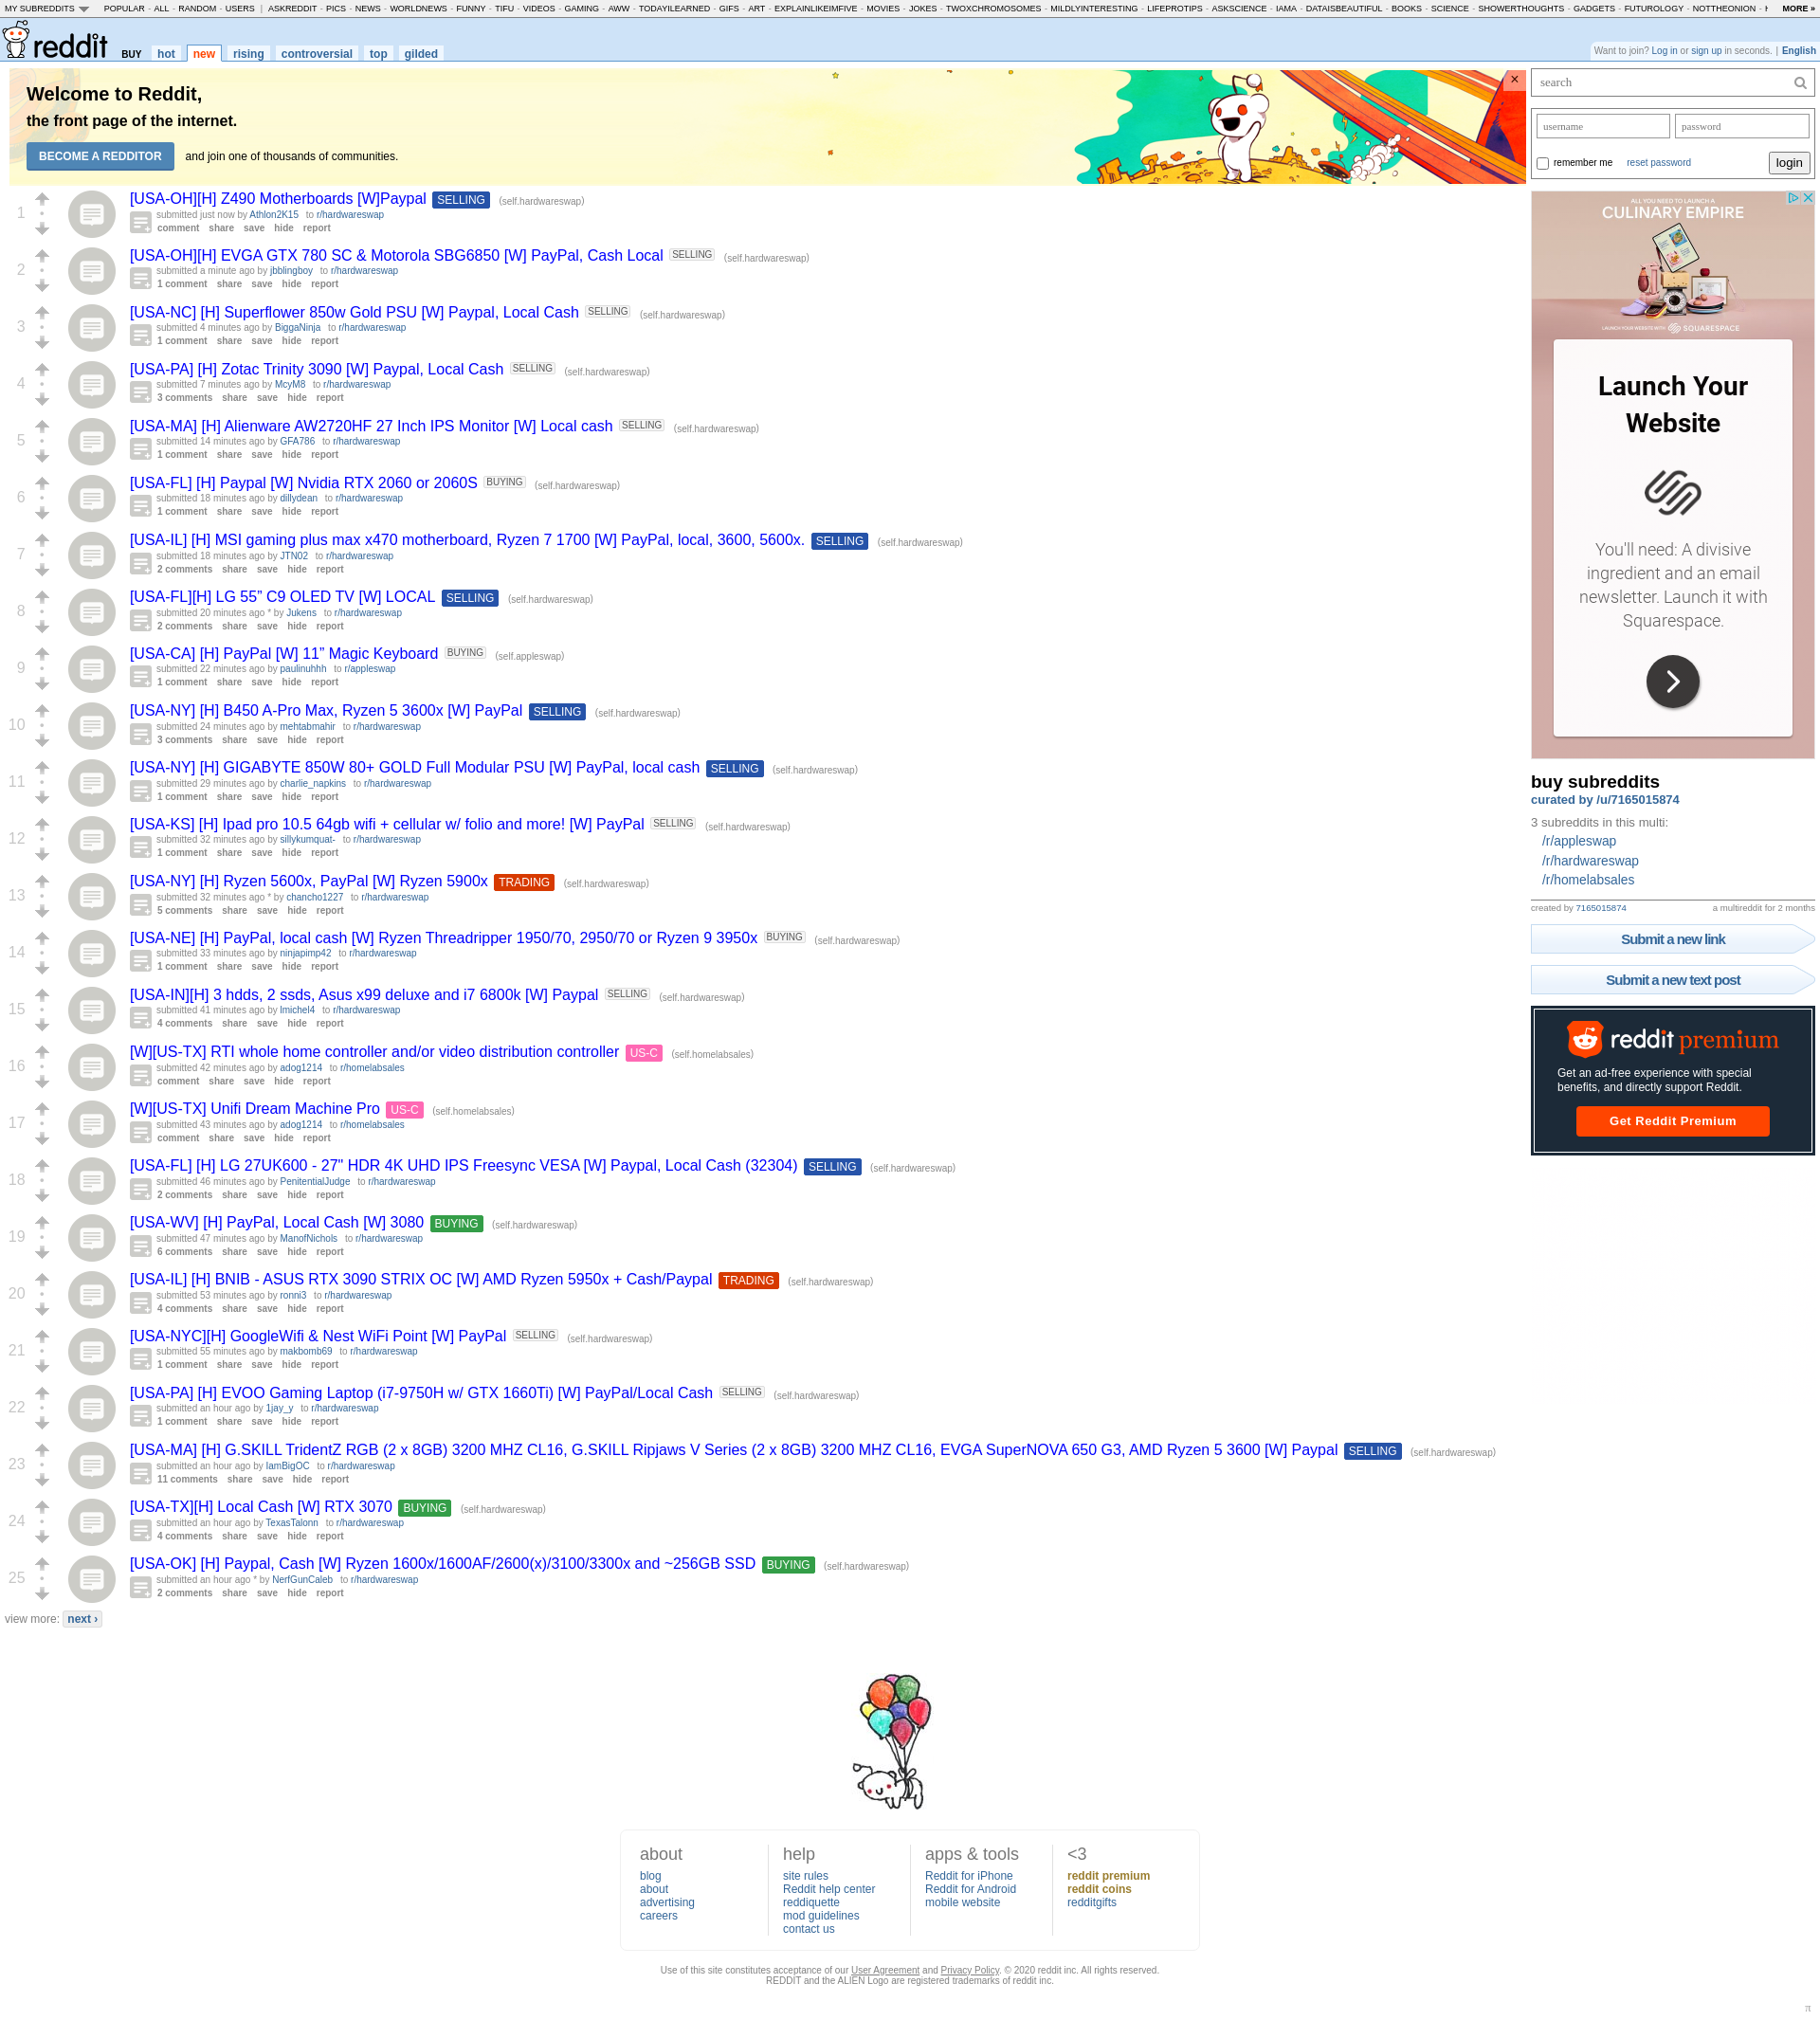 MY SUBREDDITS POPULAR - ALL - RANDOM - USERS | ASKREDDIT - PICS - NEWS - WORLDNEWS - FUNNY - TIFU - VIDEOS - GAMING - AWW - TODAYILEARNED - GIFS - ART - EXPLAINLIKEIMFIVE - MOVIES - JOKES - TWOXCHROMOSOMES - MILDLYINTERESTING - LIFEPROTIPS - ASKSCIENCE - IAMA - DATAISBEAUTIFUL - BOOKS - SCIENCE - SHOWERTHOUGHTS - GADGETS - FUTUROLOGY - NOTTHEONION - MORE »
reddit BUY hot new rising controversial top gilded
Want to join? Log in or sign up in seconds. | English
Welcome to Reddit,
the front page of the internet.
BECOME A REDDITOR and join one of thousands of communities.
1 [USA-OH][H] Z490 Motherboards [W]Paypal SELLING (self.hardwareswap)
submitted just now by Athlon2K15 to r/hardwareswap
comment share save hide report
2 [USA-OH][H] EVGA GTX 780 SC & Motorola SBG6850 [W] PayPal, Cash Local SELLING (self.hardwareswap)
submitted a minute ago by jbblingboy to r/hardwareswap
1 comment share save hide report
3 [USA-NC] [H] Superflower 850w Gold PSU [W] Paypal, Local Cash SELLING (self.hardwareswap)
submitted 4 minutes ago by BiggaNinja to r/hardwareswap
1 comment share save hide report
4 [USA-PA] [H] Zotac Trinity 3090 [W] Paypal, Local Cash SELLING (self.hardwareswap)
submitted 7 minutes ago by McyM8 to r/hardwareswap
3 comments share save hide report
5 [USA-MA] [H] Alienware AW2720HF 27 Inch IPS Monitor [W] Local cash SELLING (self.hardwareswap)
submitted 14 minutes ago by GFA786 to r/hardwareswap
1 comment share save hide report
6 [USA-FL] [H] Paypal [W] Nvidia RTX 2060 or 2060S BUYING (self.hardwareswap)
submitted 18 minutes ago by dillydean to r/hardwareswap
1 comment share save hide report
7 [USA-IL] [H] MSI gaming plus max x470 motherboard, Ryzen 7 1700 [W] PayPal, local, 3600, 5600x. SELLING (self.hardwareswap)
submitted 18 minutes ago by JTN02 to r/hardwareswap
2 comments share save hide report
8 [USA-FL][H] LG 55” C9 OLED TV [W] LOCAL SELLING (self.hardwareswap)
submitted 20 minutes ago * by Jukens to r/hardwareswap
2 comments share save hide report
9 [USA-CA] [H] PayPal [W] 11” Magic Keyboard BUYING (self.appleswap)
submitted 22 minutes ago by paulinuhhh to r/appleswap
1 comment share save hide report
10 [USA-NY] [H] B450 A-Pro Max, Ryzen 5 3600x [W] PayPal SELLING (self.hardwareswap)
submitted 24 minutes ago by mehtabmahir to r/hardwareswap
3 comments share save hide report
11 [USA-NY] [H] GIGABYTE 850W 80+ GOLD Full Modular PSU [W] PayPal, local cash SELLING (self.hardwareswap)
submitted 29 minutes ago by charlie_napkins to r/hardwareswap
1 comment share save hide report
12 [USA-KS] [H] Ipad pro 10.5 64gb wifi + cellular w/ folio and more! [W] PayPal SELLING (self.hardwareswap)
submitted 32 minutes ago by sillykumquat- to r/hardwareswap
1 comment share save hide report
13 [USA-NY] [H] Ryzen 5600x, PayPal [W] Ryzen 5900x TRADING (self.hardwareswap)
submitted 32 minutes ago * by chancho1227 to r/hardwareswap
5 comments share save hide report
14 [USA-NE] [H] PayPal, local cash [W] Ryzen Threadripper 1950/70, 2950/70 or Ryzen 9 3950x BUYING (self.hardwareswap)
submitted 33 minutes ago by ninjapimp42 to r/hardwareswap
1 comment share save hide report
15 [USA-IN][H] 3 hdds, 2 ssds, Asus x99 deluxe and i7 6800k [W] Paypal SELLING (self.hardwareswap)
submitted 41 minutes ago by lmichel4 to r/hardwareswap
4 comments share save hide report
16 [W][US-TX] RTI whole home controller and/or video distribution controller US-C (self.homelabsales)
submitted 42 minutes ago by adog1214 to r/homelabsales
comment share save hide report
17 [W][US-TX] Unifi Dream Machine Pro US-C (self.homelabsales)
submitted 43 minutes ago by adog1214 to r/homelabsales
comment share save hide report
18 [USA-FL] [H] LG 27UK600 - 27" HDR 4K UHD IPS Freesync VESA [W] Paypal, Local Cash (32304) SELLING (self.hardwareswap)
submitted 46 minutes ago by PenitentialJudge to r/hardwareswap
2 comments share save hide report
19 [USA-WV] [H] PayPal, Local Cash [W] 3080 BUYING (self.hardwareswap)
submitted 47 minutes ago by ManofNichols to r/hardwareswap
6 comments share save hide report
20 [USA-IL] [H] BNIB - ASUS RTX 3090 STRIX OC [W] AMD Ryzen 5950x + Cash/Paypal TRADING (self.hardwareswap)
submitted 53 minutes ago by ronni3 to r/hardwareswap
4 comments share save hide report
21 [USA-NYC][H] GoogleWifi & Nest WiFi Point [W] PayPal SELLING (self.hardwareswap)
submitted 55 minutes ago by makbomb69 to r/hardwareswap
1 comment share save hide report
22 [USA-PA] [H] EVOO Gaming Laptop (i7-9750H w/ GTX 1660Ti) [W] PayPal/Local Cash SELLING (self.hardwareswap)
submitted an hour ago by 1jay_y to r/hardwareswap
1 comment share save hide report
23 [USA-MA] [H] G.SKILL TridentZ RGB (2 x 8GB) 3200 MHZ CL16, G.SKILL Ripjaws V Series (2 x 8GB) 3200 MHZ CL16, EVGA SuperNOVA 650 G3, AMD Ryzen 5 3600 [W] Paypal SELLING (self.hardwareswap)
submitted an hour ago by IamBigOC to r/hardwareswap
11 comments share save hide report
24 [USA-TX][H] Local Cash [W] RTX 3070 BUYING (self.hardwareswap)
submitted an hour ago by TexasTalonn to r/hardwareswap
4 comments share save hide report
25 [USA-OK] [H] Paypal, Cash [W] Ryzen 1600x/1600AF/2600(x)/3100/3300x and ~256GB SSD BUYING (self.hardwareswap)
submitted an hour ago * by NerfGunCaleb to r/hardwareswap
2 comments share save hide report
view more: next ›
search
username password
remember me reset password login
ALL YOU NEED TO LAUNCH A
CULINARY EMPIRE
LAUNCH YOUR WEBSITE WITH SQUARESPACE
Launch Your
Website
You'll need: A divisive
ingredient and an email
newsletter. Launch it with
Squarespace.
buy subreddits
curated by /u/7165015874
3 subreddits in this multi:
/r/appleswap
/r/hardwareswap
/r/homelabsales
created by 7165015874 a multireddit for 2 months
Submit a new link
Submit a new text post
reddit premium
Get an ad-free experience with special
benefits, and directly support Reddit.
Get Reddit Premium
about
blog
about
advertising
careers
help
site rules
Reddit help center
reddiquette
mod guidelines
contact us
apps & tools
Reddit for iPhone
Reddit for Android
mobile website
<3
reddit premium
reddit coins
redditgifts
Use of this site constitutes acceptance of our User Agreement and Privacy Policy. © 2020 reddit inc. All rights reserved.
REDDIT and the ALIEN Logo are registered trademarks of reddit inc.
π